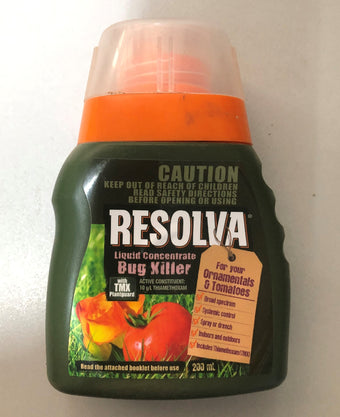 CAUTION
KEEP OUT OF REACH OF CHILDREN
READ SAFETY DIRECTIONS
BEFORE OPENING OR USING
RESOLVA®
Liquid Concentrate
Bug Killer
with
TMX
Plantguard
ACTIVE CONSTITUENT:
10 g/L THIAMETHOXAM
For your
Ornamentals
& Tomatoes
Broad spectrum
Systemic control
Spray or drench
Indoors and outdoors
Includes Thiamethoxam
Read the attached booklet before use
200 mL